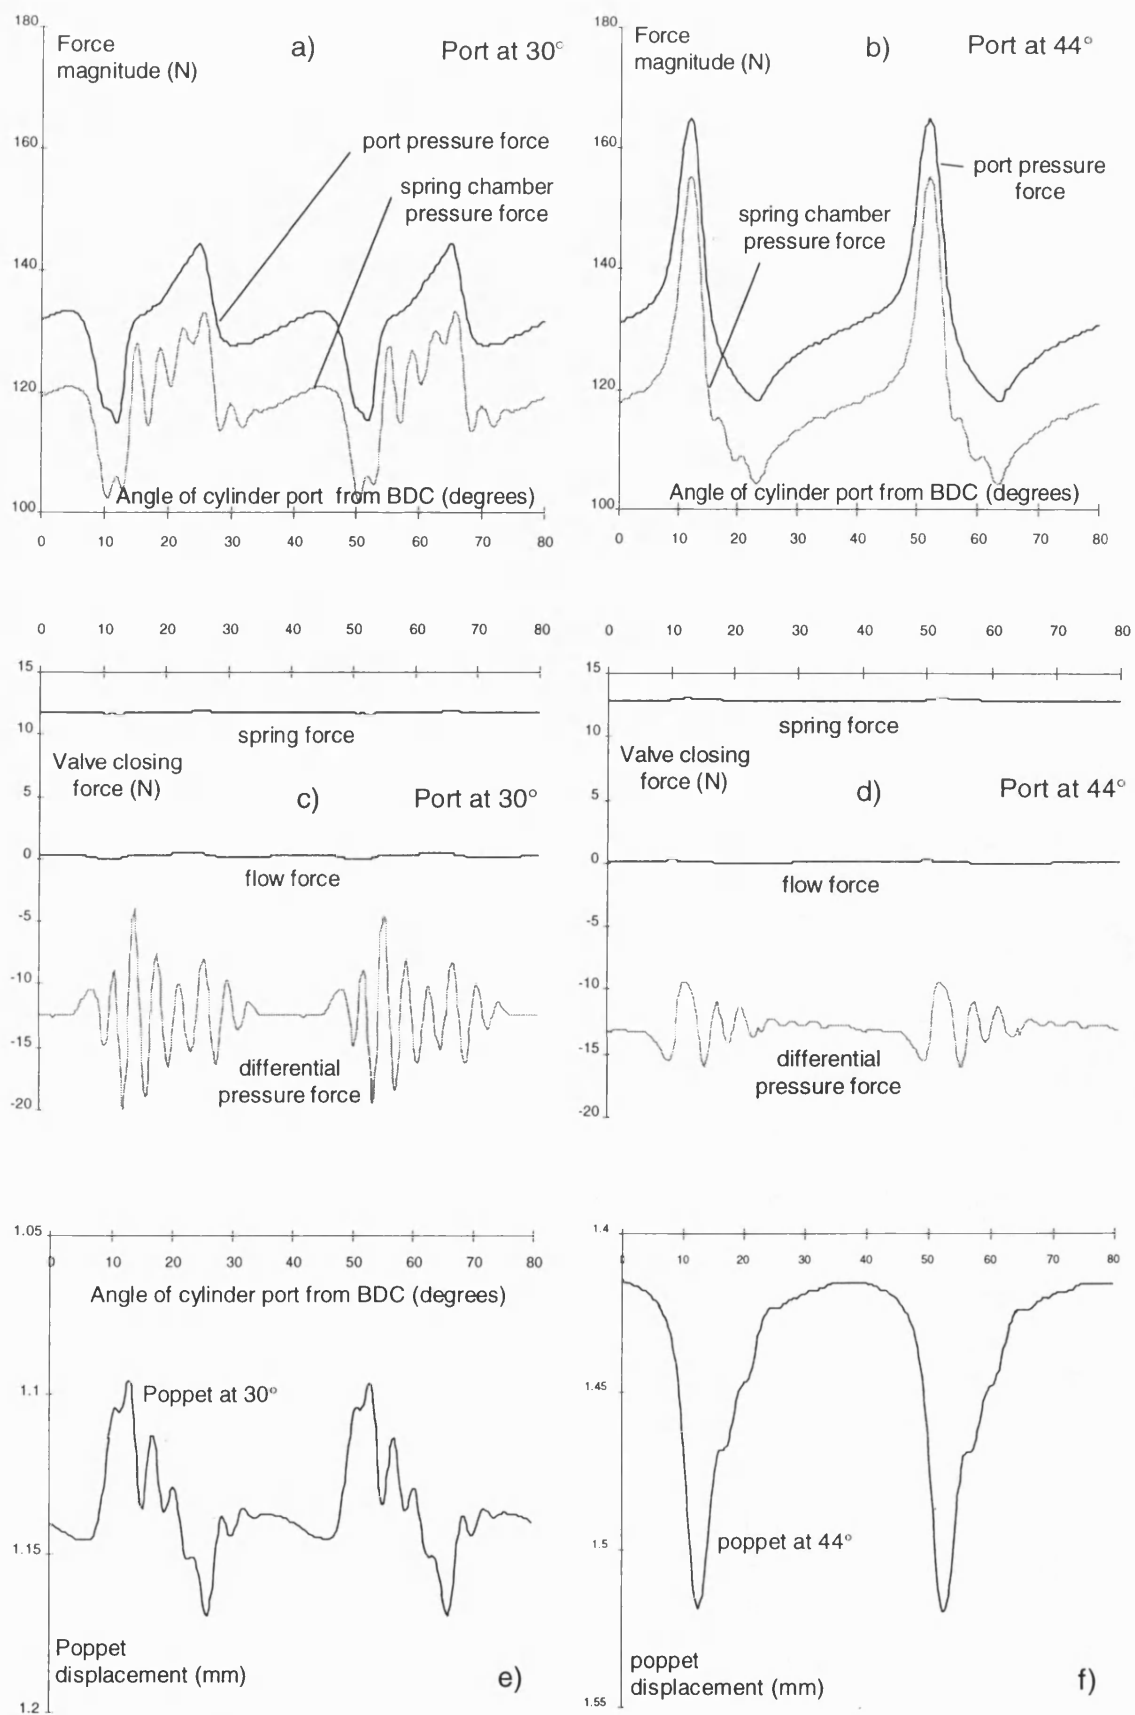 180
Force
magnitude (N)
a)
Port at 30°
160
port pressure force
spring chamber
pressure force
140
120
Angle of cylinder port from BDC (degrees)
100
0 10 20 30 40 50 60 70 80
180
Force
magnitude (N)
b)
Port at 44°
160
port pressure
force
spring chamber
pressure force
140
120
Angle of cylinder port from BDC (degrees)
100
0 10 20 30 40 50 60 70 80
0 10 20 30 40 50 60 70 80
15
spring force
10
Valve closing
force (N)
c)
Port at 30°
5
0
flow force
-5
-10
-15
differential
pressure force
-20
0 10 20 30 40 50 60 70 80
15
spring force
10
Valve closing
force (N)
d)
Port at 44°
5
0
flow force
-5
-10
-15
differential
pressure force
-20
1.05
0 10 20 30 40 50 60 70 80
Angle of cylinder port from BDC (degrees)
1.1
Poppet at 30°
1.15
Poppet
displacement (mm)
e)
1.2
1.4
0 10 20 30 40 50 60 70 80
1.45
poppet at 44°
1.5
poppet
displacement (mm)
f)
1.55